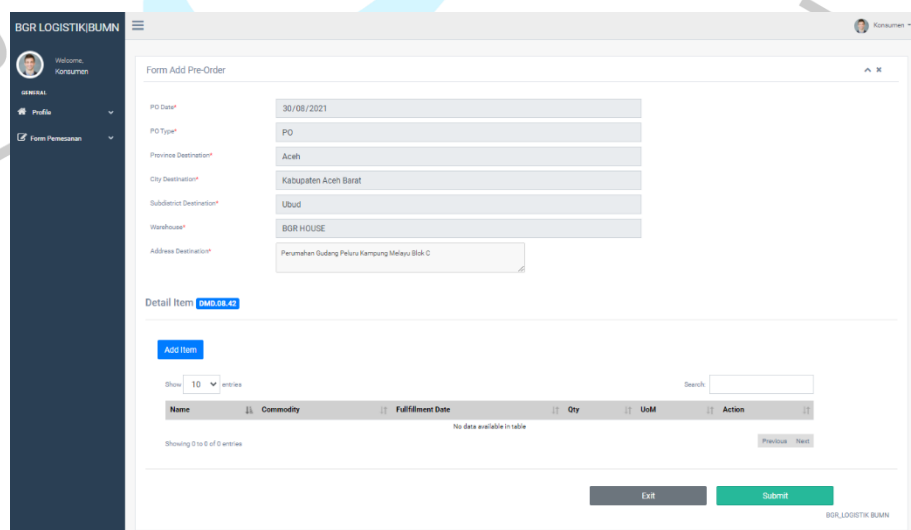 BGR LOGISTIK|BUMN
Konsumen
Welcome,
Konsumen
GENERAL
Profile
Form Pemesanan
Form Add Pre-Order
PO Date* 30/08/2021
PO Type* PO
Province Destination* Aceh
City Destination* Kabupaten Aceh Barat
Subdistrict Destination* Ubud
Warehouse* BGR HOUSE
Address Destination* Perumahan Gudang Peluru Kampung Melayu Blok C
Detail Item DMD.08.42
Add Item
Show 10 entries Search:
Name Commodity Fullfillment Date Qty UoM Action
No data available in table
Showing 0 to 0 of 0 entries Previous Next
Exit Submit
BGR_LOGISTIK BUMN